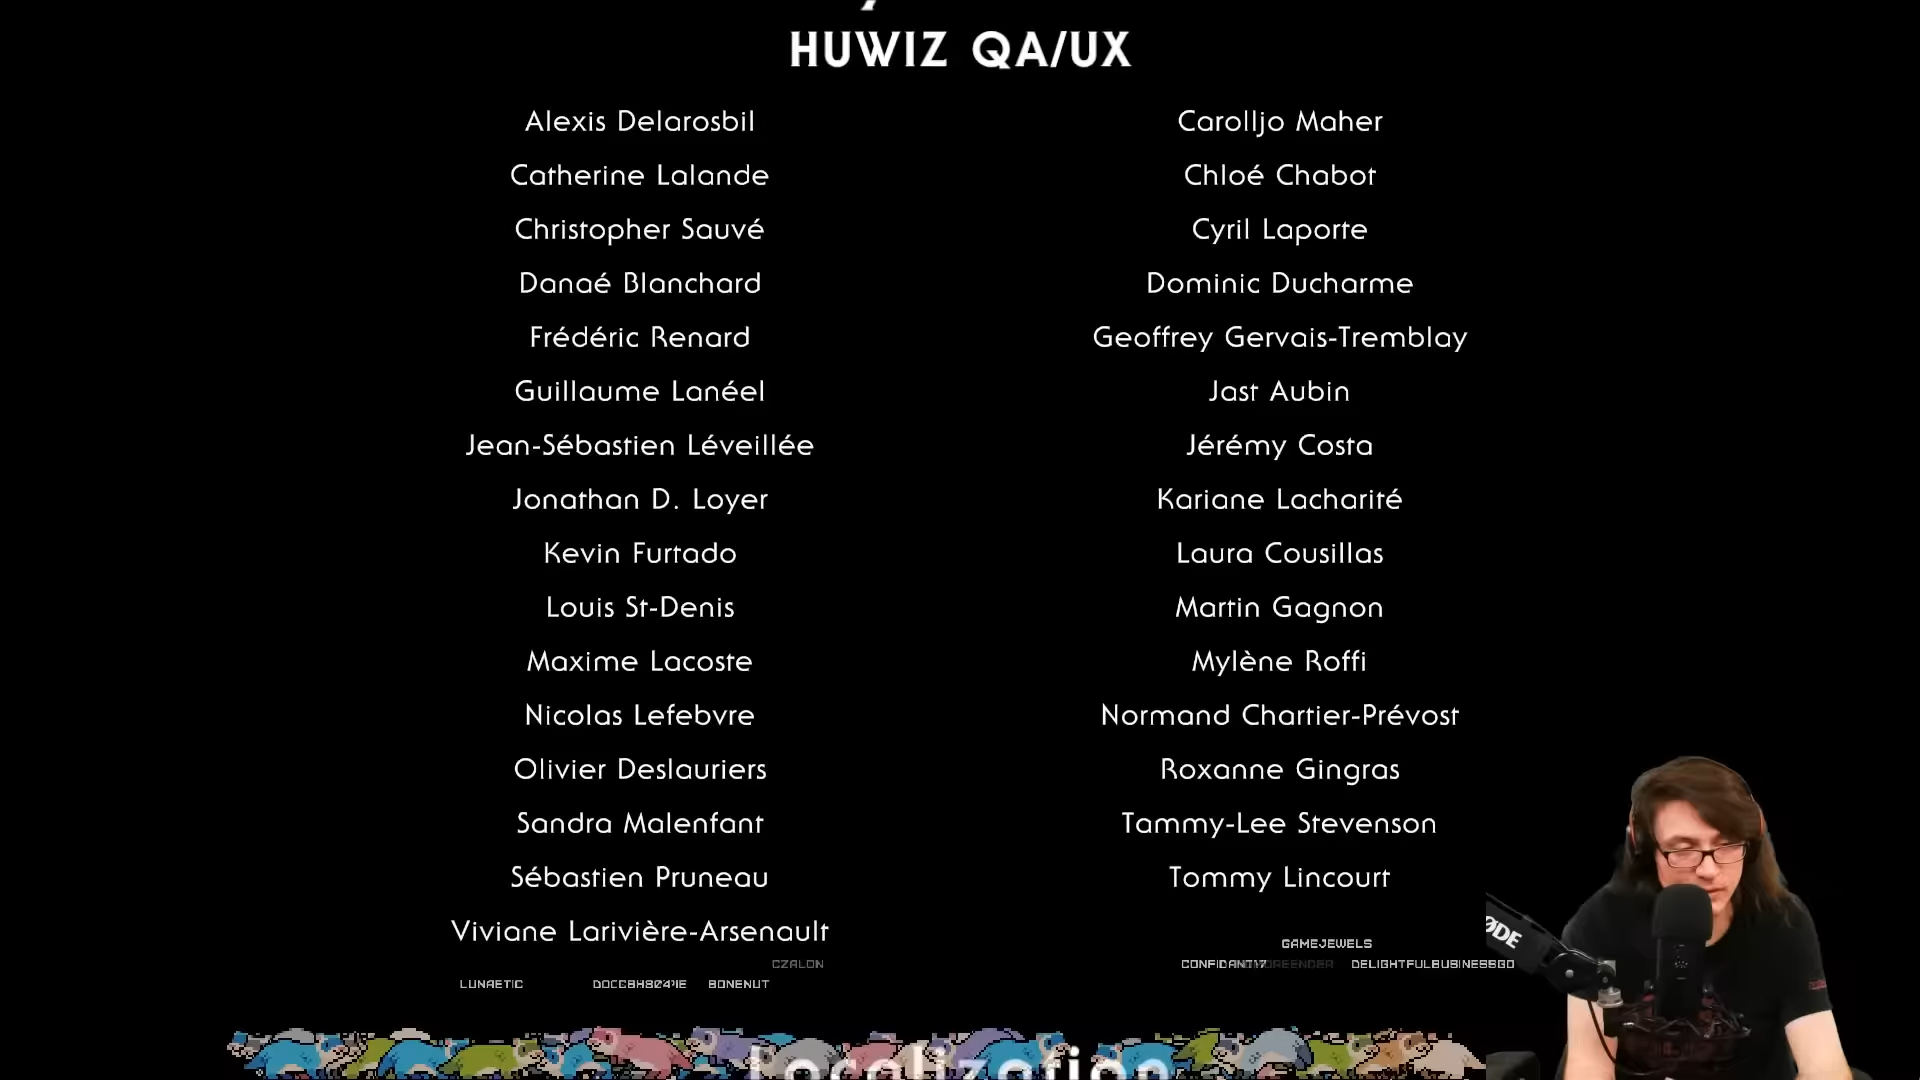 HUWIZ QA/UX
Alexis Delarosbil
Carolljo Maher
Catherine Lalande
Chloé Chabot
Christopher Sauvé
Cyril Laporte
Danaé Blanchard
Dominic Ducharme
Frédéric Renard
Geoffrey Gervais-Tremblay
Guillaume Lanéel
Jast Aubin
Jean-Sébastien Léveillée
Jérémy Costa
Jonathan D. Loyer
Kariane Lacharité
Kevin Furtado
Laura Cousillas
Louis St-Denis
Martin Gagnon
Maxime Lacoste
Mylène Roffi
Nicolas Lefebvre
Normand Chartier-Prévost
Olivier Deslauriers
Roxanne Gingras
Sandra Malenfant
Tammy-Lee Stevenson
Sébastien Pruneau
Tommy Lincourt
Viviane Larivière-Arsenault
GAMEJEWELS
CZALON
DELIGHTFULBUSINESSGO
LUNAETIC
BONENUT
RØDE
Localization